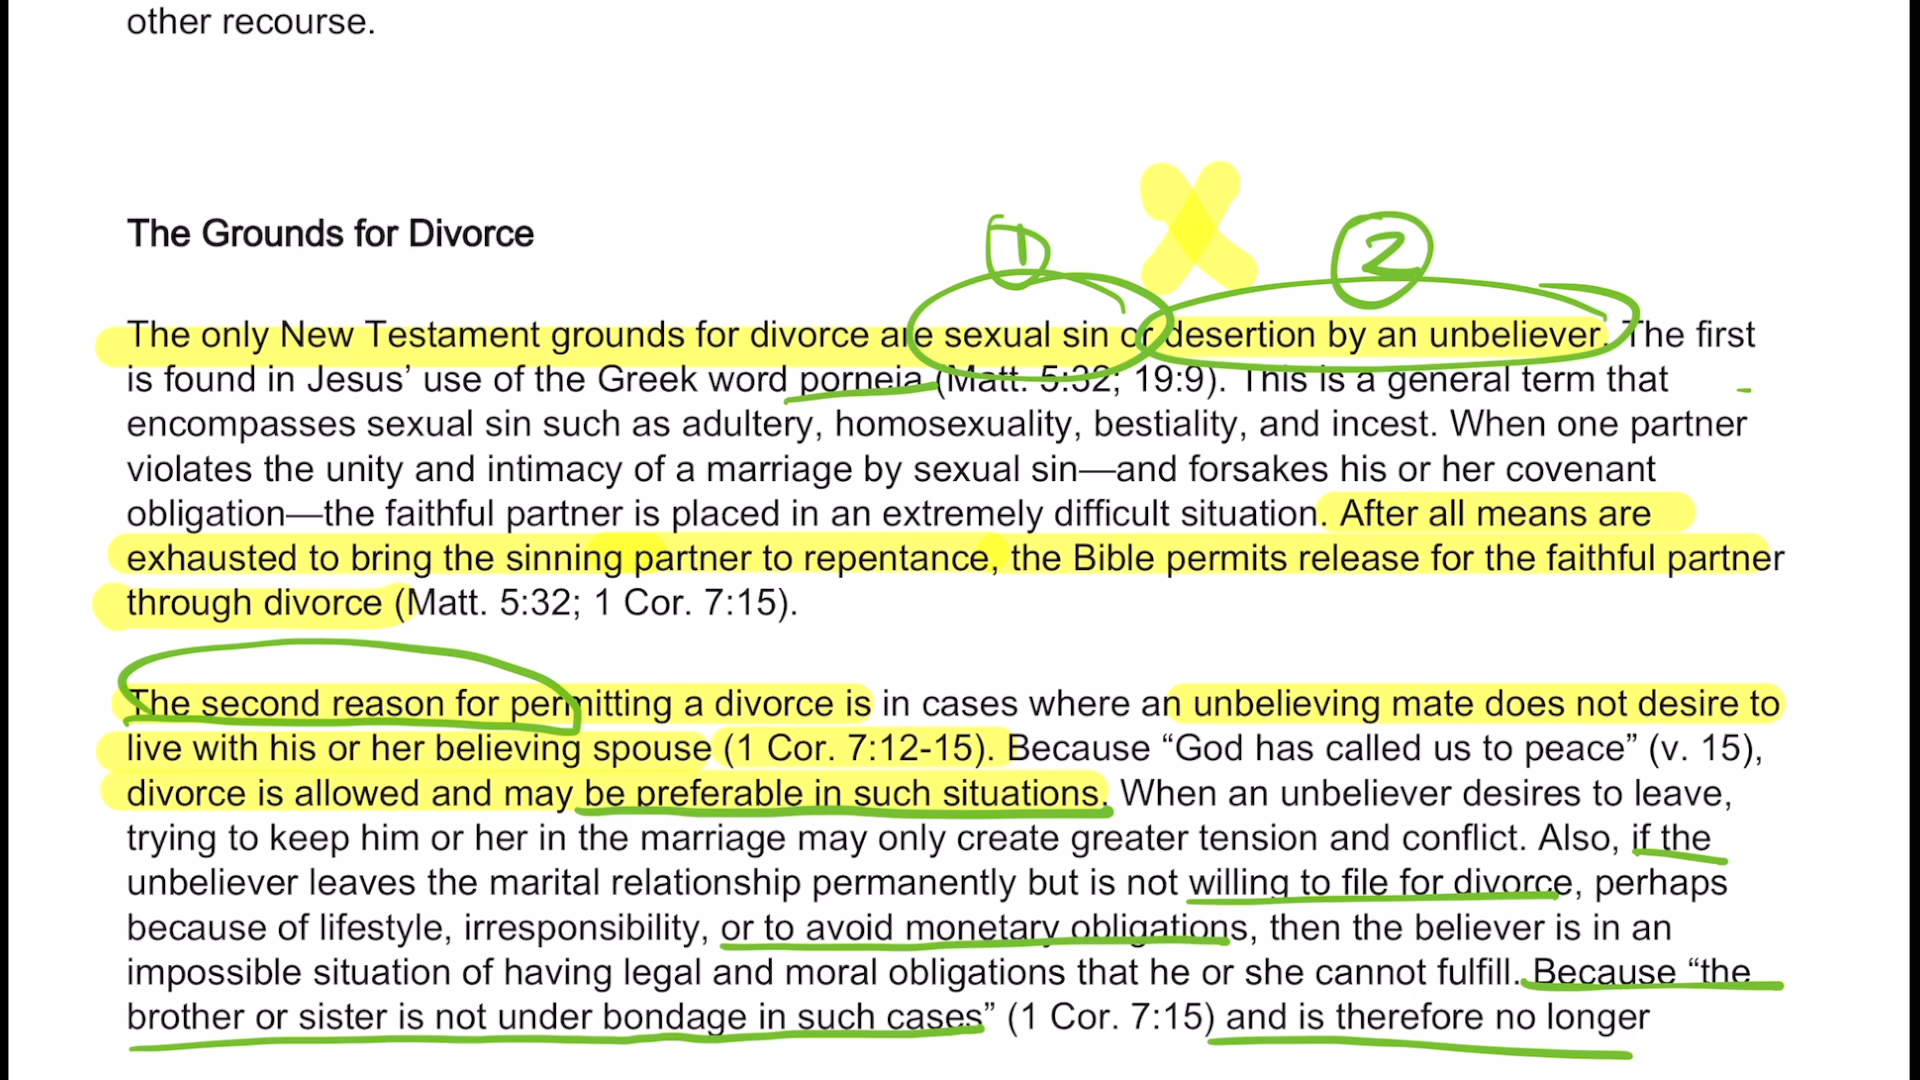 other recourse.
1
2
The Grounds for Divorce
The only New Testament grounds for divorce are sexual sin or desertion by an unbeliever. The first
is found in Jesus’ use of the Greek word porneia (Matt. 5:32; 19:9). This is a general term that
encompasses sexual sin such as adultery, homosexuality, bestiality, and incest. When one partner
violates the unity and intimacy of a marriage by sexual sin—and forsakes his or her covenant
obligation—the faithful partner is placed in an extremely difficult situation. After all means are
exhausted to bring the sinning partner to repentance, the Bible permits release for the faithful partner
through divorce (Matt. 5:32; 1 Cor. 7:15).
The second reason for permitting a divorce is in cases where an unbelieving mate does not desire to
live with his or her believing spouse (1 Cor. 7:12-15). Because “God has called us to peace” (v. 15),
divorce is allowed and may be preferable in such situations. When an unbeliever desires to leave,
trying to keep him or her in the marriage may only create greater tension and conflict. Also, if the
unbeliever leaves the marital relationship permanently but is not willing to file for divorce, perhaps
because of lifestyle, irresponsibility, or to avoid monetary obligations, then the believer is in an
impossible situation of having legal and moral obligations that he or she cannot fulfill. Because “the
brother or sister is not under bondage in such cases” (1 Cor. 7:15) and is therefore no longer